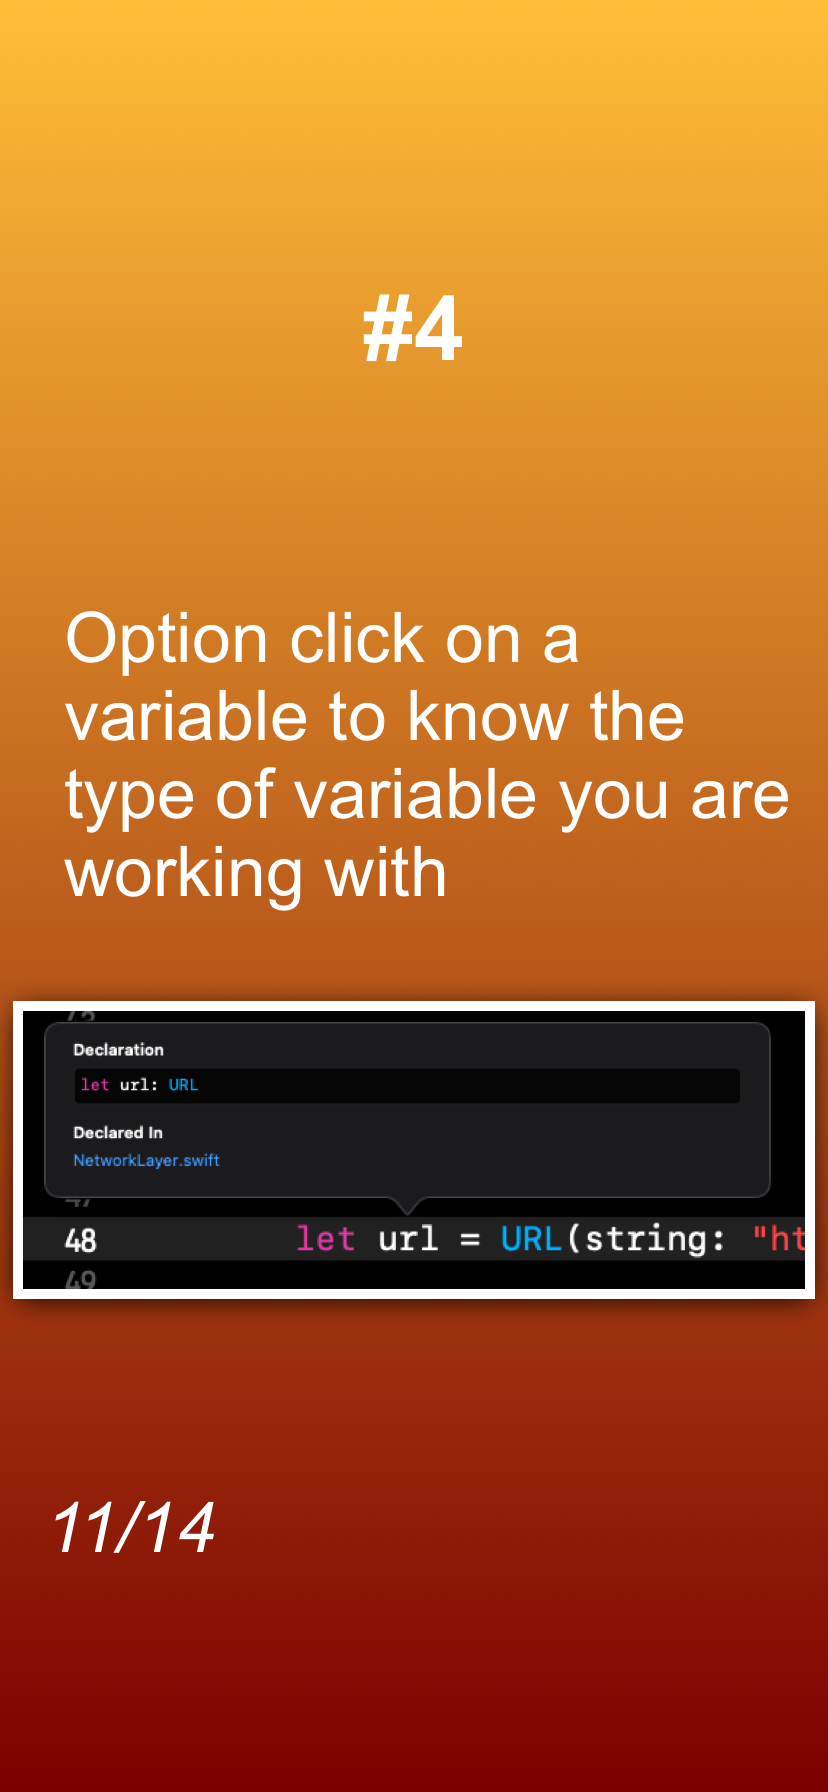 #4
Option click on a
variable to know the
type of variable you are
working with
Declaration
let url: URL
Declared In
NetworkLayer.swift
48 let url = URL(string: "ht
49
11/14